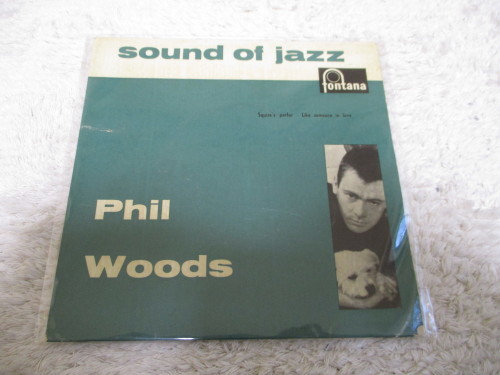 sound of jazz
fontana
Phil
Woods